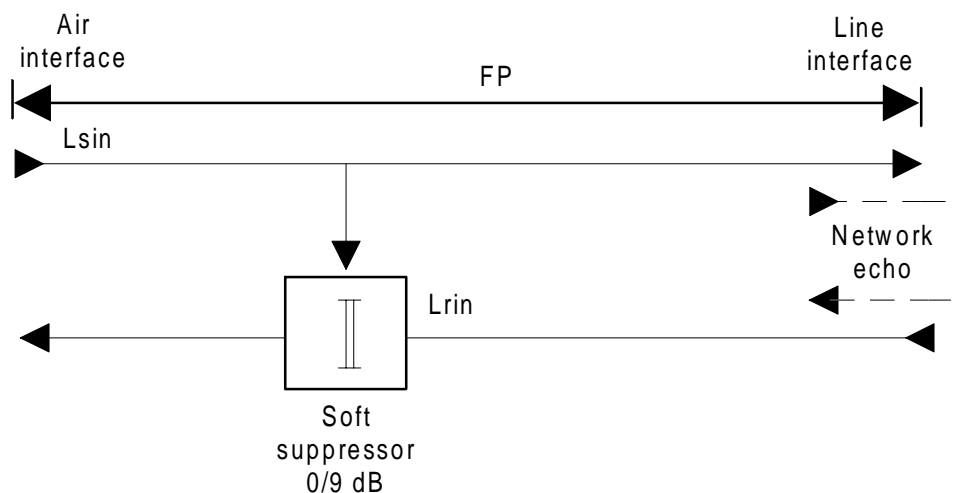 Air
interface
Line
interface
FP
Lsin
Network
echo
Lrin
Soft
suppressor
0/9 dB